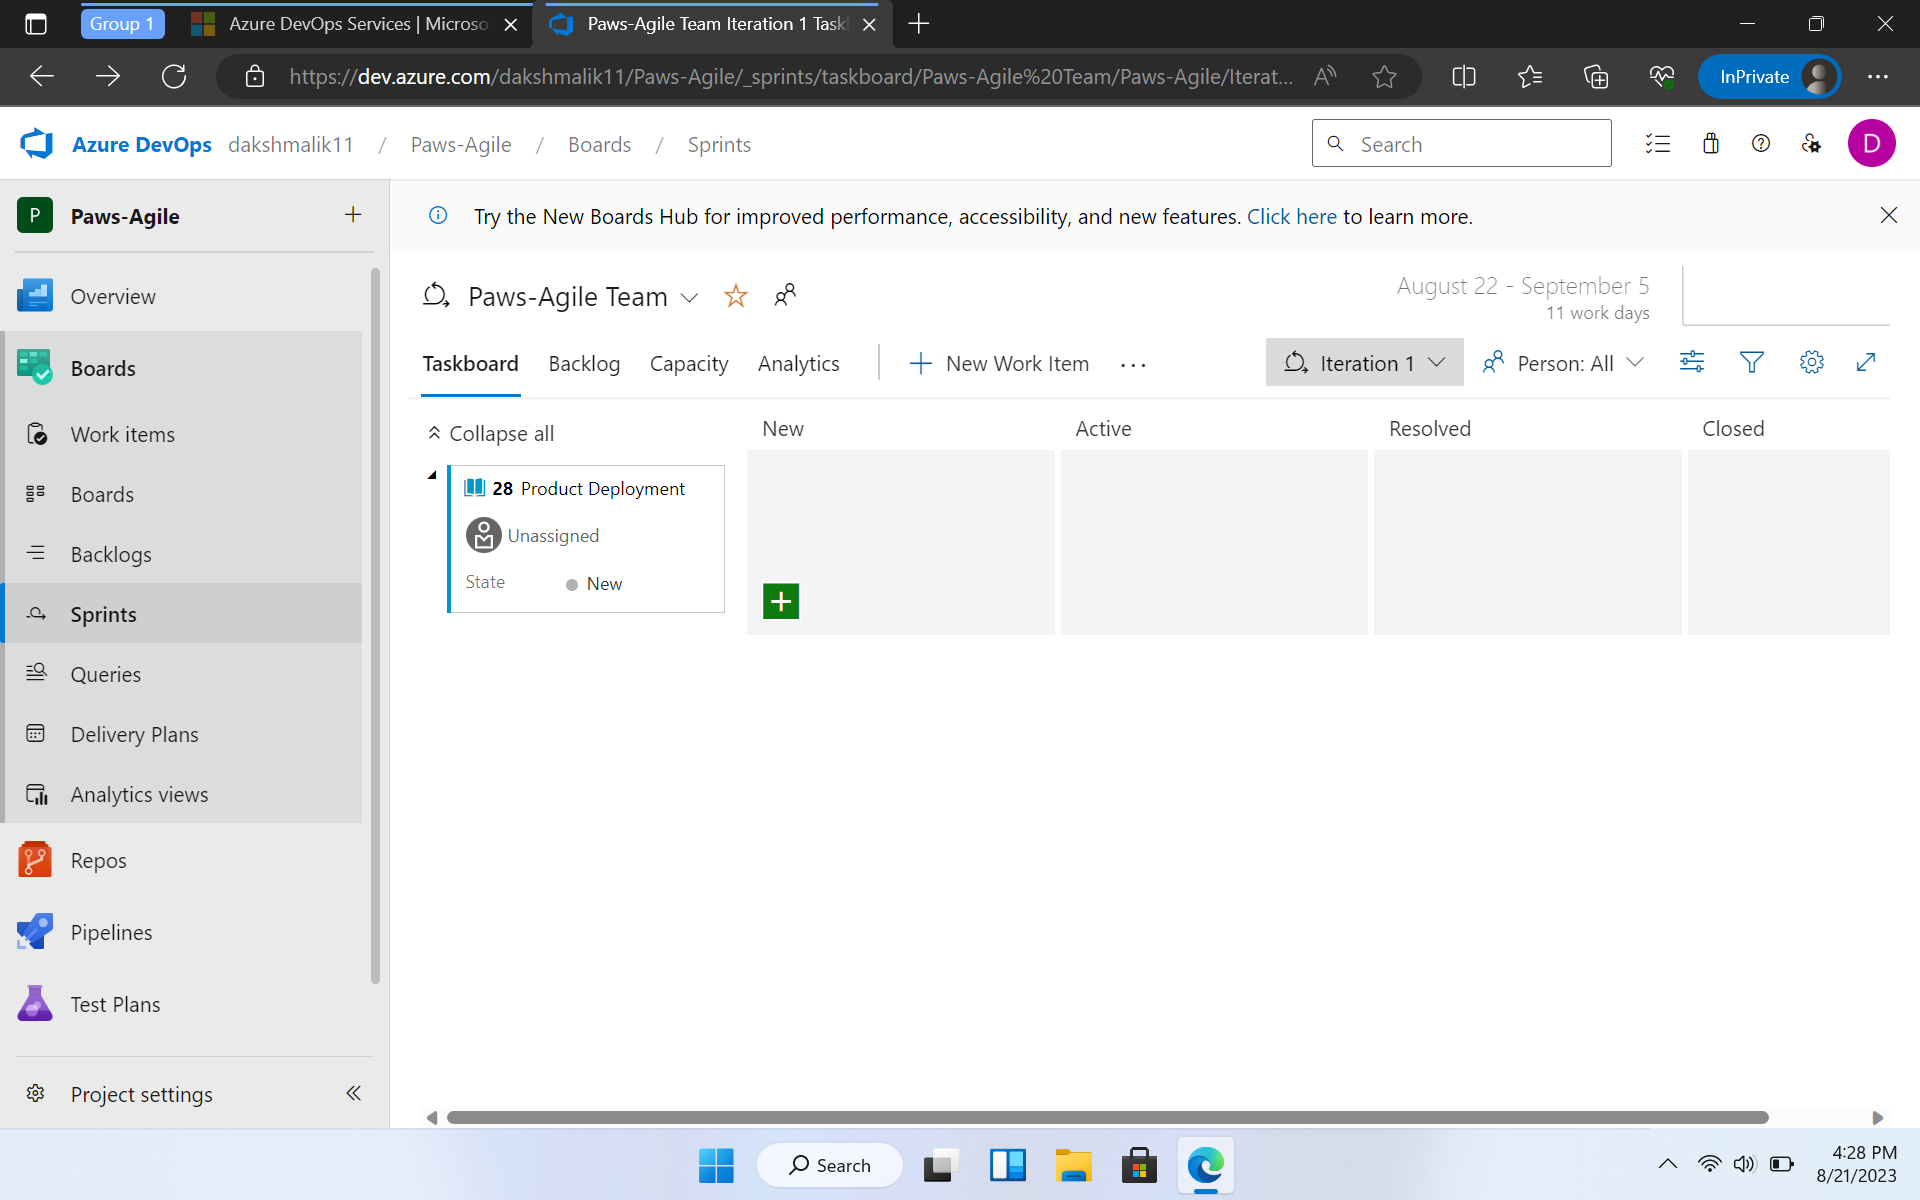 Group 1
Azure DevOps Services | Microso
Paws-Agile Team Iteration 1 Task
https://dev.azure.com/dakshmalik11/Paws-Agile/_sprints/taskboard/Paws-Agile%20Team/Paws-Agile/Iterat...
InPrivate
Azure DevOps dakshmalik11 / Paws-Agile / Boards / Sprints
Search
D
P Paws-Agile
Try the New Boards Hub for improved performance, accessibility, and new features. Click here to learn more.
Overview
Boards
Work items
Boards
Backlogs
Sprints
Queries
Delivery Plans
Analytics views
Repos
Pipelines
Test Plans
Project settings
Paws-Agile Team
August 22 - September 5
11 work days
Taskboard Backlog Capacity Analytics
New Work Item
Iteration 1
Person: All
Collapse all
New Active Resolved Closed
28 Product Deployment
Unassigned
State New
Search
4:28 PM
8/21/2023